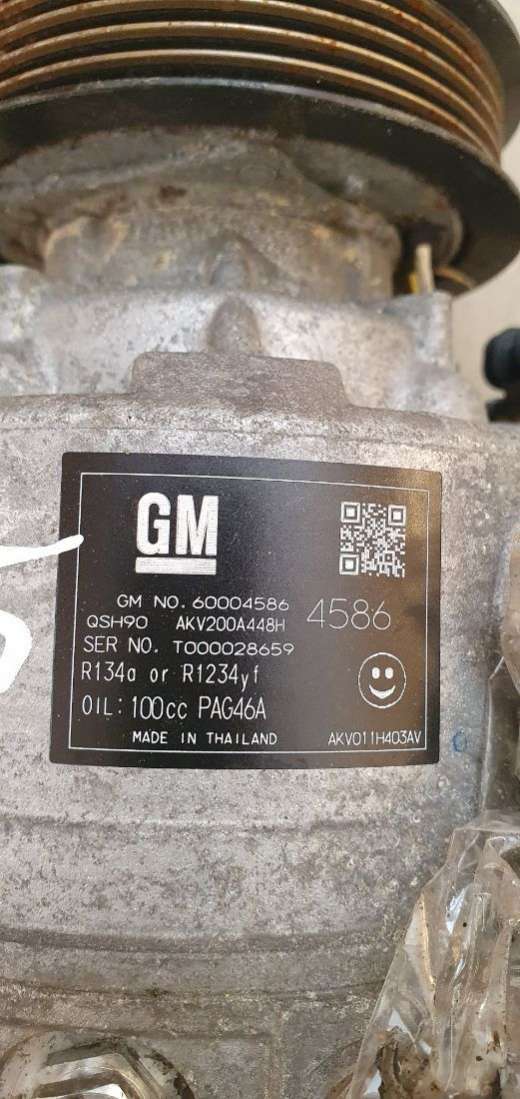 GM
GM NO. 60004586
4586
QSH90 AKV200A448H
SER NO. T000028659
R134a or R1234yf
OIL: 100cc PAG46A
MADE IN THAILAND
AKV011H403AV